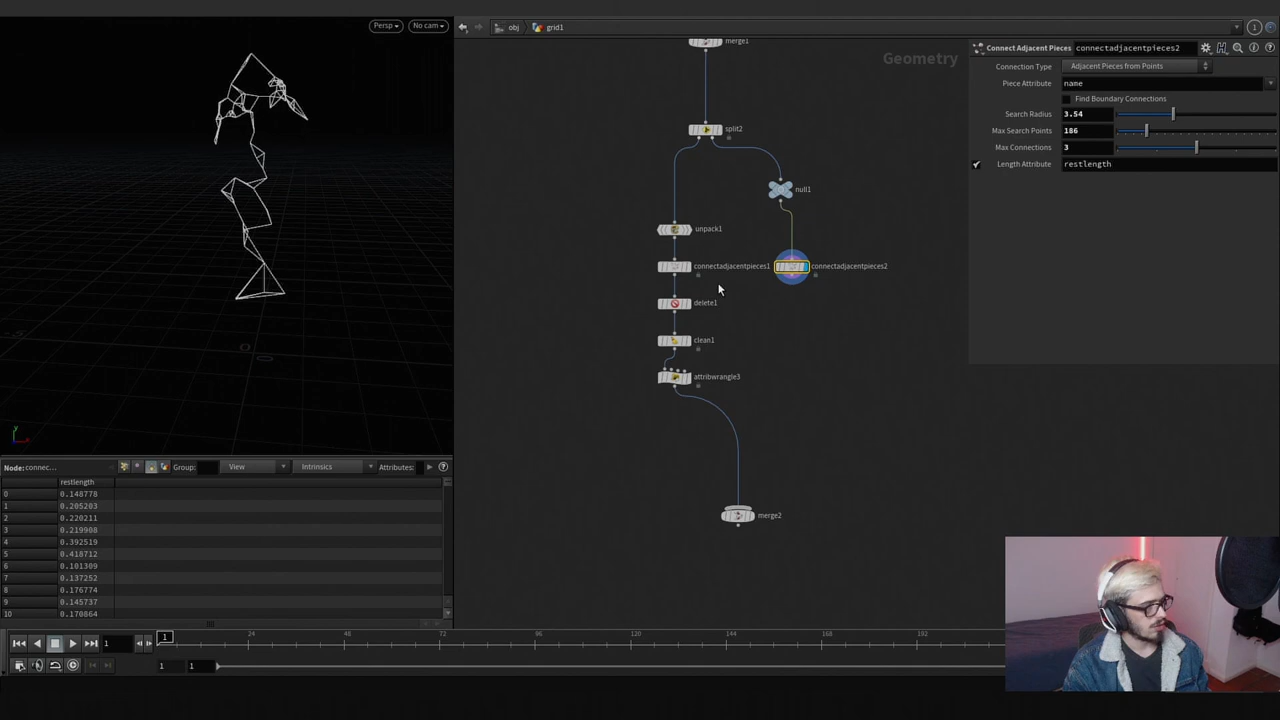 Persp
No cam
obj
grid1
1
merge1
Geometry
Connect Adjacent Pieces
connectadjacentpieces2
Connection Type
Adjacent Pieces from Points
Piece Attribute
name
Find Boundary Connections
Search Radius
3.54
Max Search Points
186
Max Connections
3
Length Attribute
restlength
split2
null1
unpack1
connectadjacentpieces1
connectadjacentpieces2
delete1
clean1
attribwrangle3
merge2
y
x
Node: connec...
Group:
View
Intrinsics
Attributes:
restlength
0 0.148778
1 0.205203
2 0.220211
3 0.219908
4 0.392519
5 0.418712
6 0.101309
7 0.137252
8 0.176774
9 0.145737
10 0.170864
1
1
24
48
72
96
120
144
168
192
1
1